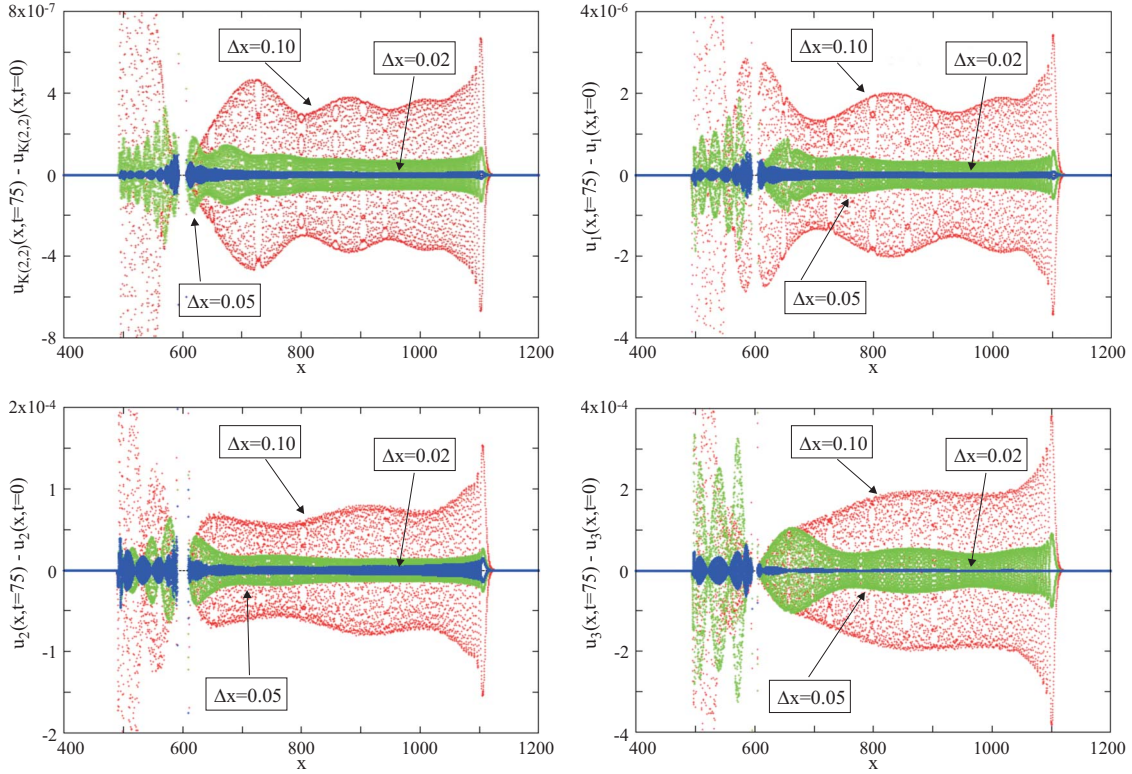 8x10-7
4
0
-4
-8
uK(2,2)(x,t=75) - uK(2,2)(x,t=0)
Δx=0.10
Δx=0.02
Δx=0.05
400 600 800 1000 1200
x
4x10-6
2
0
-2
-4
u1(x,t=75) - u1(x,t=0)
Δx=0.10
Δx=0.02
Δx=0.05
400 600 800 1000 1200
x
2x10-4
1
0
-1
-2
u2(x,t=75) - u2(x,t=0)
Δx=0.10
Δx=0.02
Δx=0.05
400 600 800 1000 1200
x
4x10-4
2
0
-2
-4
u3(x,t=75) - u3(x,t=0)
Δx=0.10
Δx=0.02
Δx=0.05
400 600 800 1000 1200
x